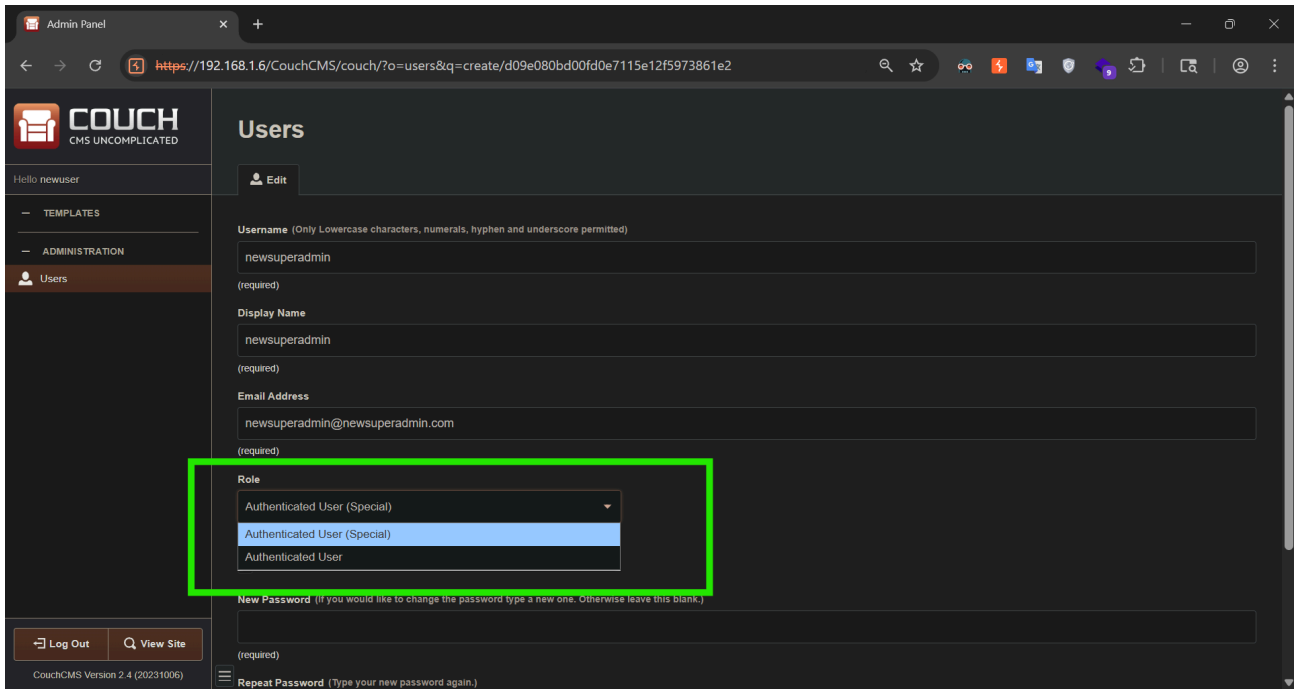 Admin Panel
https://192.168.1.6/CouchCMS/couch/?o=users&q=create/d09e080bd00fd0e7115e12f5973861e2
9
COUCH
CMS UNCOMPLICATED
Hello newuser
TEMPLATES
ADMINISTRATION
Users
Log Out
View Site
CouchCMS Version 2.4 (20231006)
Users
Edit
Username (Only Lowercase characters, numerals, hyphen and underscore permitted)
newsuperadmin
(required)
Display Name
newsuperadmin
(required)
Email Address
newsuperadmin@newsuperadmin.com
(required)
Role
Authenticated User (Special)
Authenticated User (Special)
Authenticated User
New Password (If you would like to change the password type a new one. Otherwise leave this blank.)
(required)
Repeat Password (Type your new password again.)